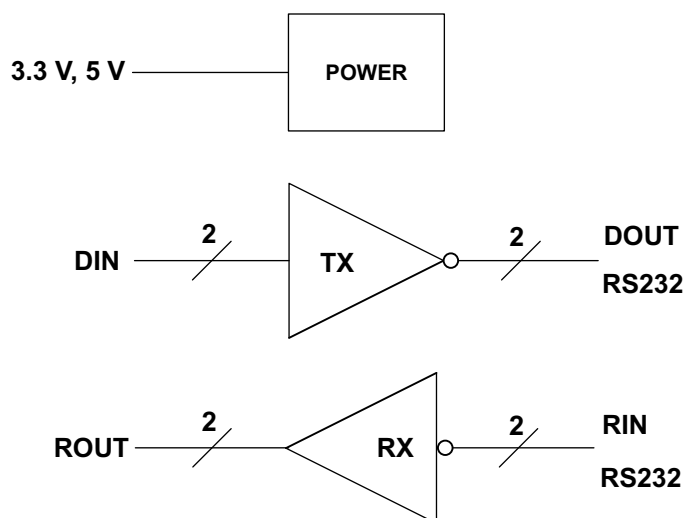 3.3 V, 5 V
POWER
2
2
DOUT
DIN
TX
RS232
2
2
RIN
ROUT
RX
RS232